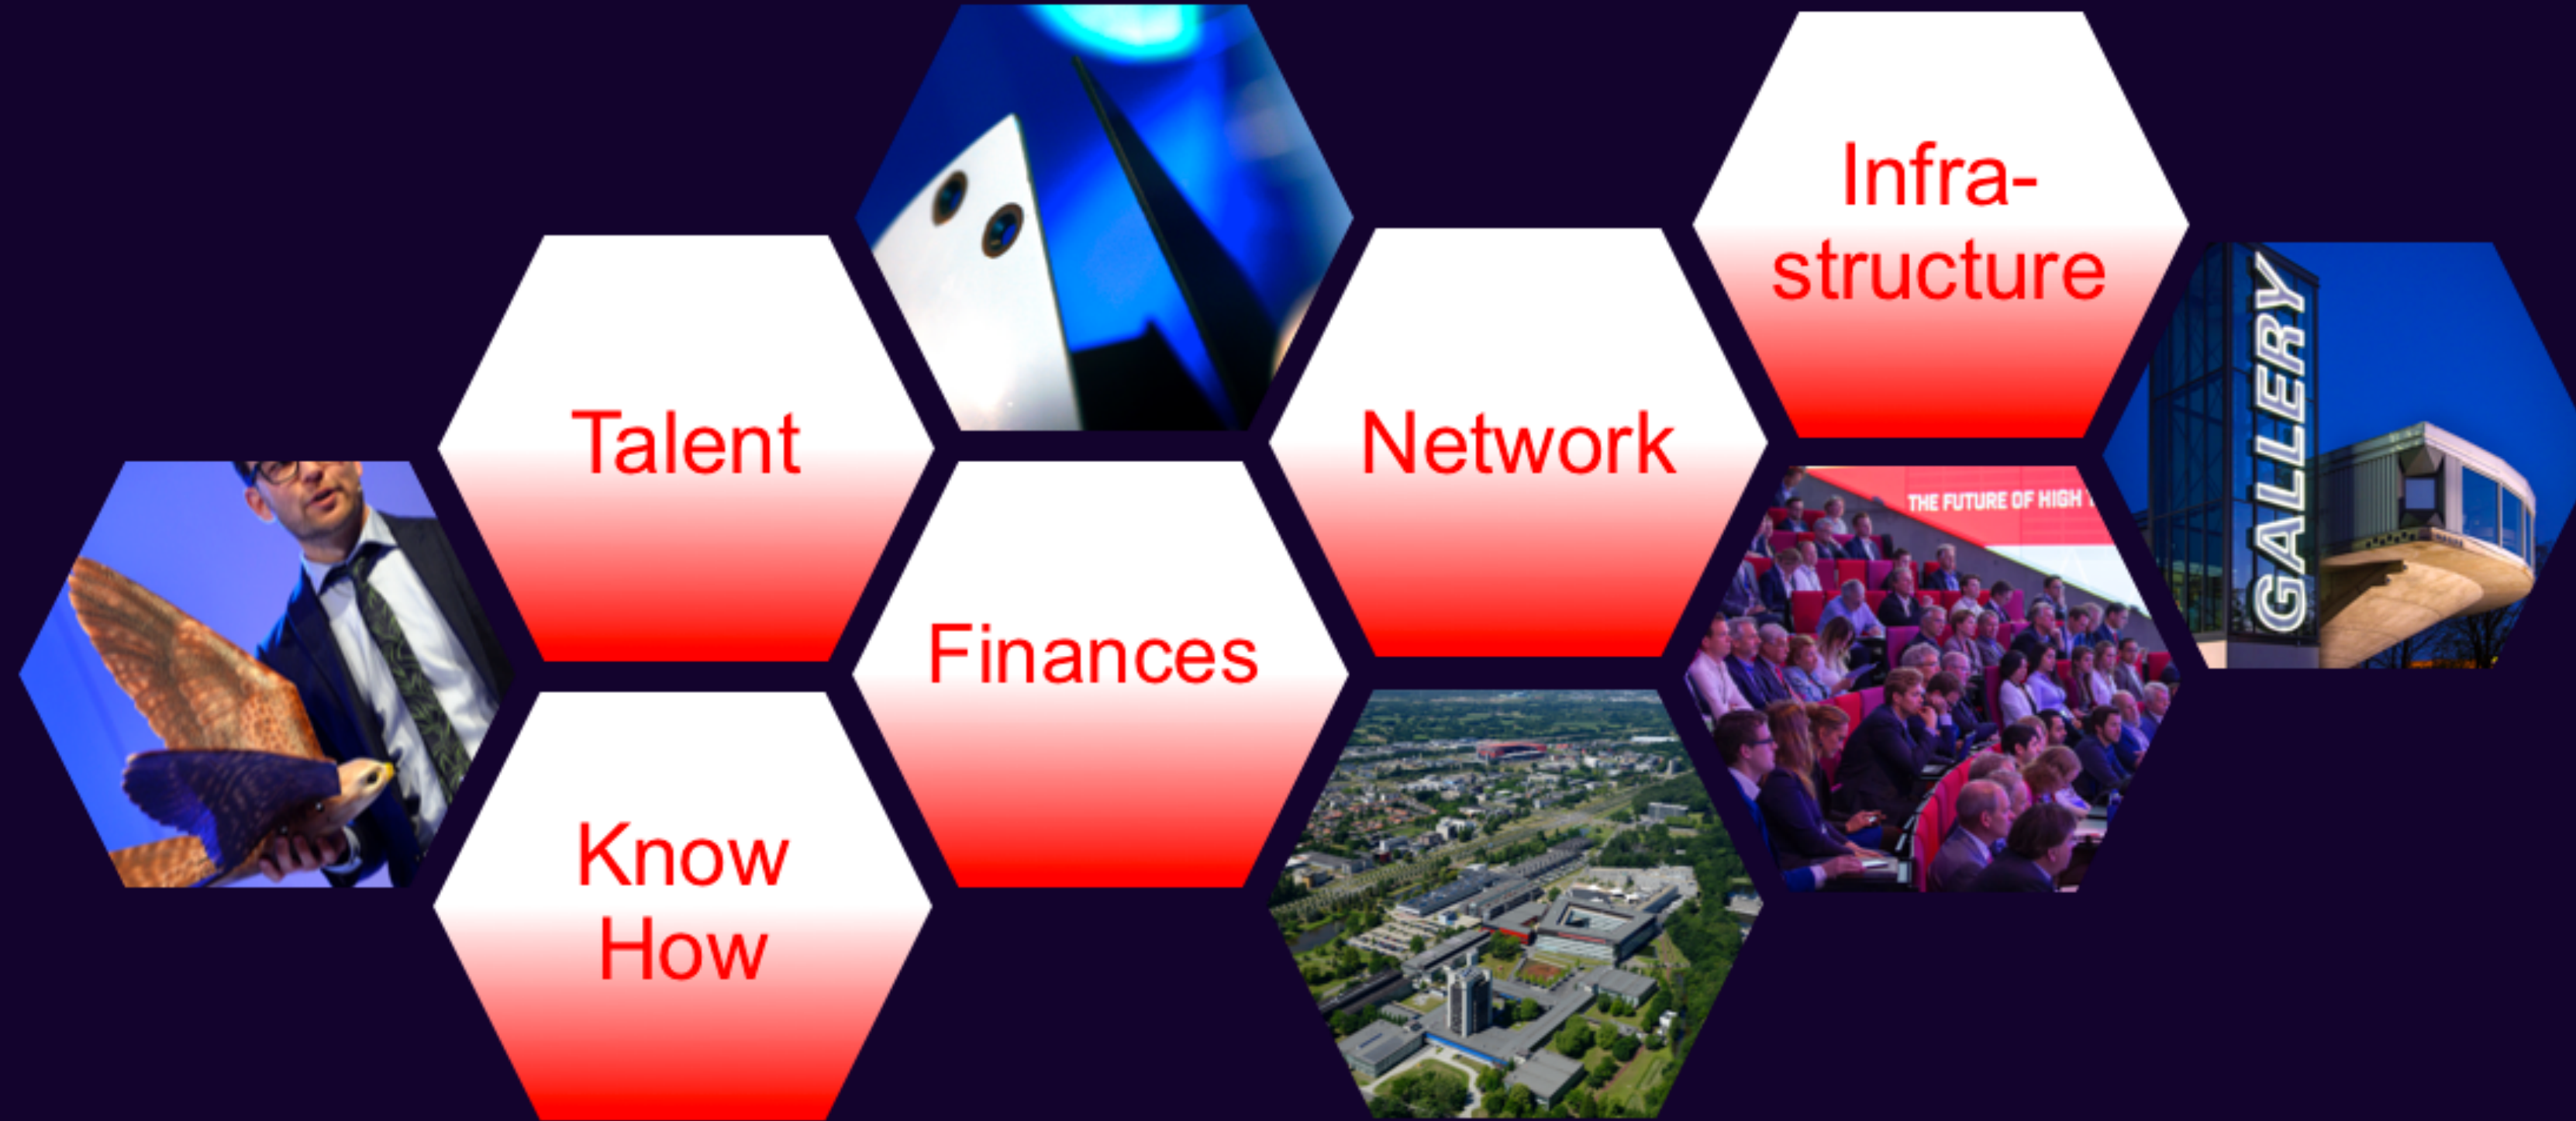 Infra-
structure
Talent
Network
GALLERY
THE FUTURE OF HIGH
Finances
Know
How